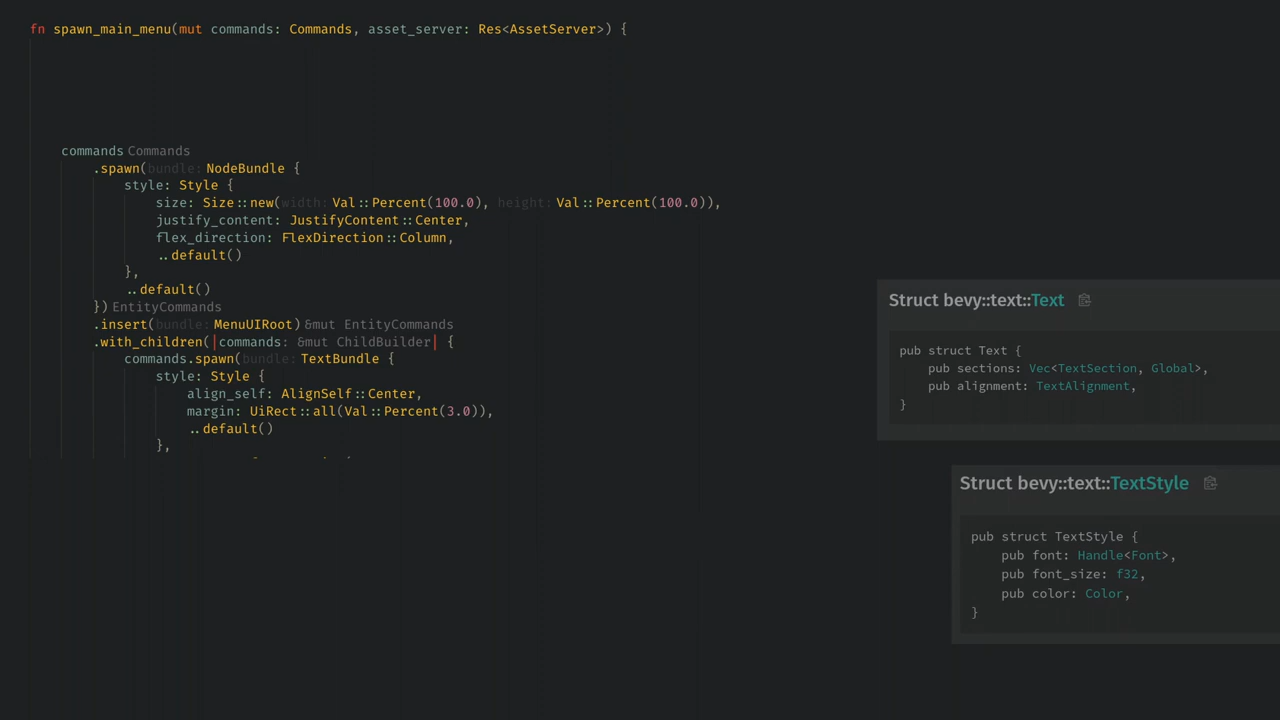 fn spawn_main_menu(mut commands: Commands, asset_server: Res<AssetServer>) {
commands Commands
.spawn(bundle: NodeBundle {
style: Style {
size: Size::new(width: Val::Percent(100.0), height: Val::Percent(100.0)),
justify_content: JustifyContent::Center,
flex_direction: FlexDirection::Column,
..default()
},
..default()
}) EntityCommands
.insert(bundle: MenuUIRoot) &mut EntityCommands
.with_children(|commands: &mut ChildBuilder| {
commands.spawn(bundle: TextBundle {
style: Style {
align_self: AlignSelf::Center,
margin: UiRect::all(Val::Percent(3.0)),
..default()
},
Struct bevy::text::Text
pub struct Text {
pub sections: Vec<TextSection, Global>,
pub alignment: TextAlignment,
}
Struct bevy::text::TextStyle
pub struct TextStyle {
pub font: Handle<Font>,
pub font_size: f32,
pub color: Color,
}